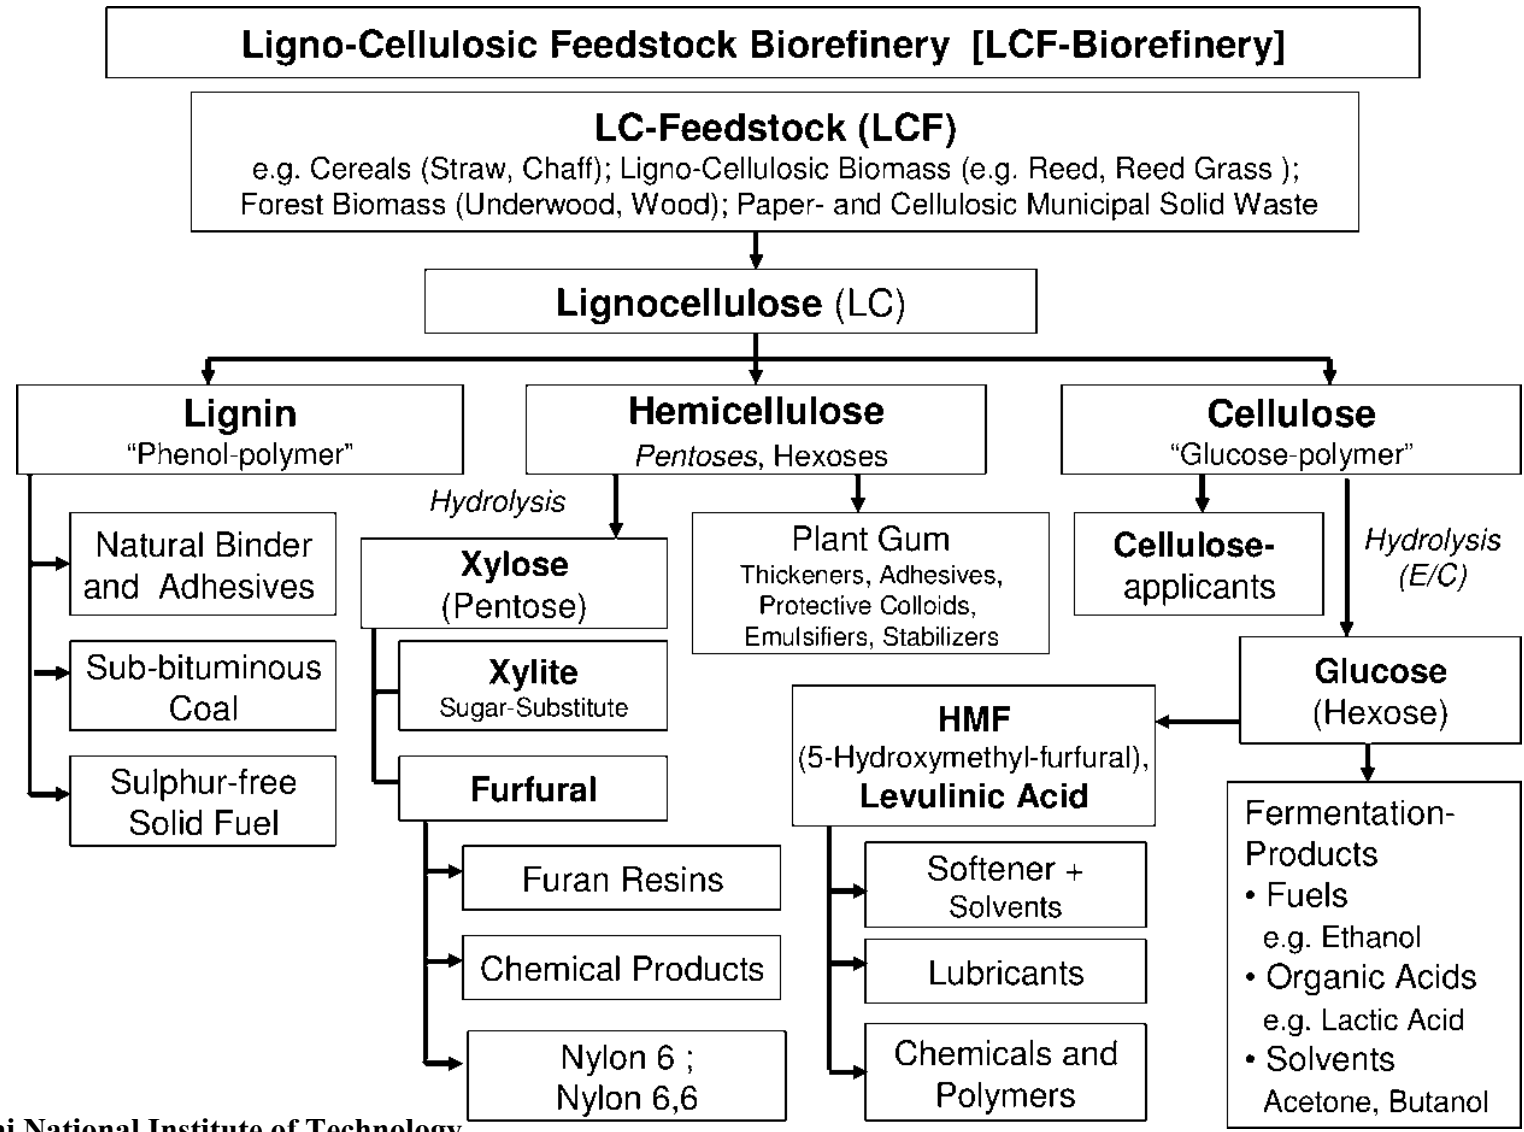 Ligno-Cellulosic Feedstock Biorefinery [LCF-Biorefinery]
LC-Feedstock (LCF)
e.g. Cereals (Straw, Chaff); Ligno-Cellulosic Biomass (e.g. Reed, Reed Grass );
Forest Biomass (Underwood, Wood); Paper- and Cellulosic Municipal Solid Waste
Lignocellulose (LC)
Lignin
“Phenol-polymer”
Hemicellulose
Pentoses, Hexoses
Cellulose
“Glucose-polymer”
Natural Binder
and Adhesives
Sub-bituminous
Coal
Sulphur-free
Solid Fuel
Hydrolysis
Xylose
(Pentose)
Xylite
Sugar-Substitute
Furfural
Furan Resins
Chemical Products
Nylon 6 ;
Nylon 6,6
Plant Gum
Thickeners, Adhesives,
Protective Colloids,
Emulsifiers, Stabilizers
Cellulose-
applicants
Hydrolysis
(E/C)
Glucose
(Hexose)
HMF
(5-Hydroxymethyl-furfural),
Levulinic Acid
Softener +
Solvents
Lubricants
Chemicals and
Polymers
Fermentation-
Products
• Fuels
e.g. Ethanol
• Organic Acids
e.g. Lactic Acid
• Solvents
Acetone, Butanol
National Institute of Technology